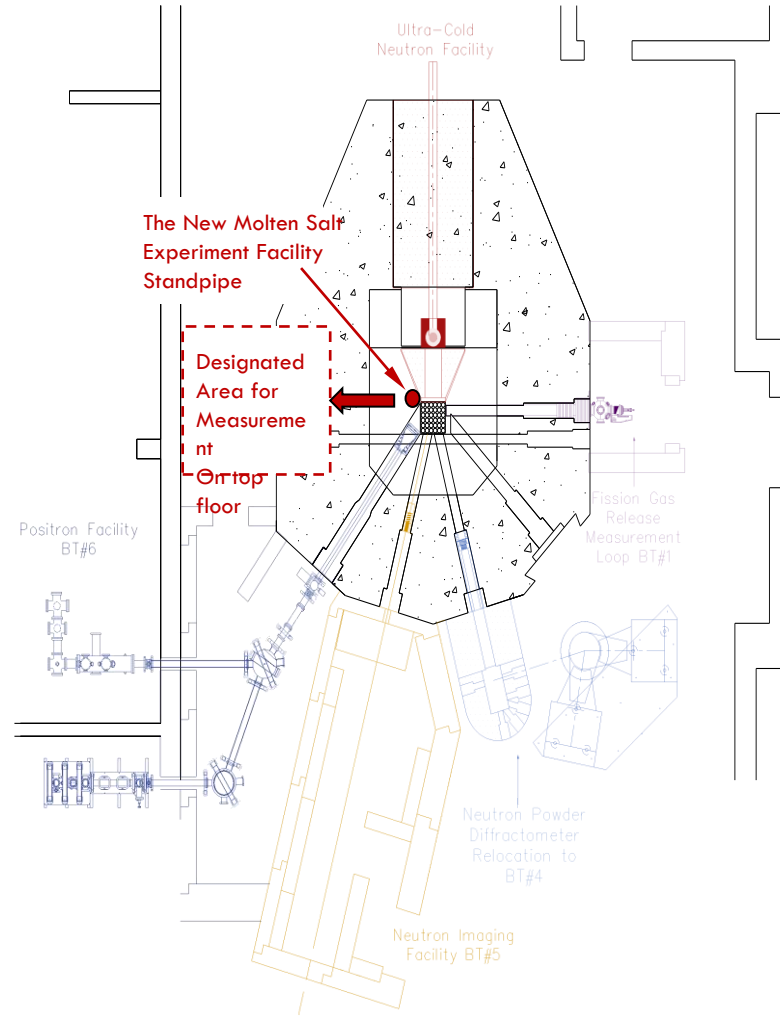 Ultra-Cold
Neutron Facility
The New Molten Salt
Experiment Facility
Standpipe
Designated
Area for
Measureme
nt
On top
floor
Positron Facility
BT#6
Fission Gas
Release
Measurement
Loop BT#1
Neutron Powder
Diffractometer
Relocation to
BT#4
Neutron Imaging
Facility BT#5